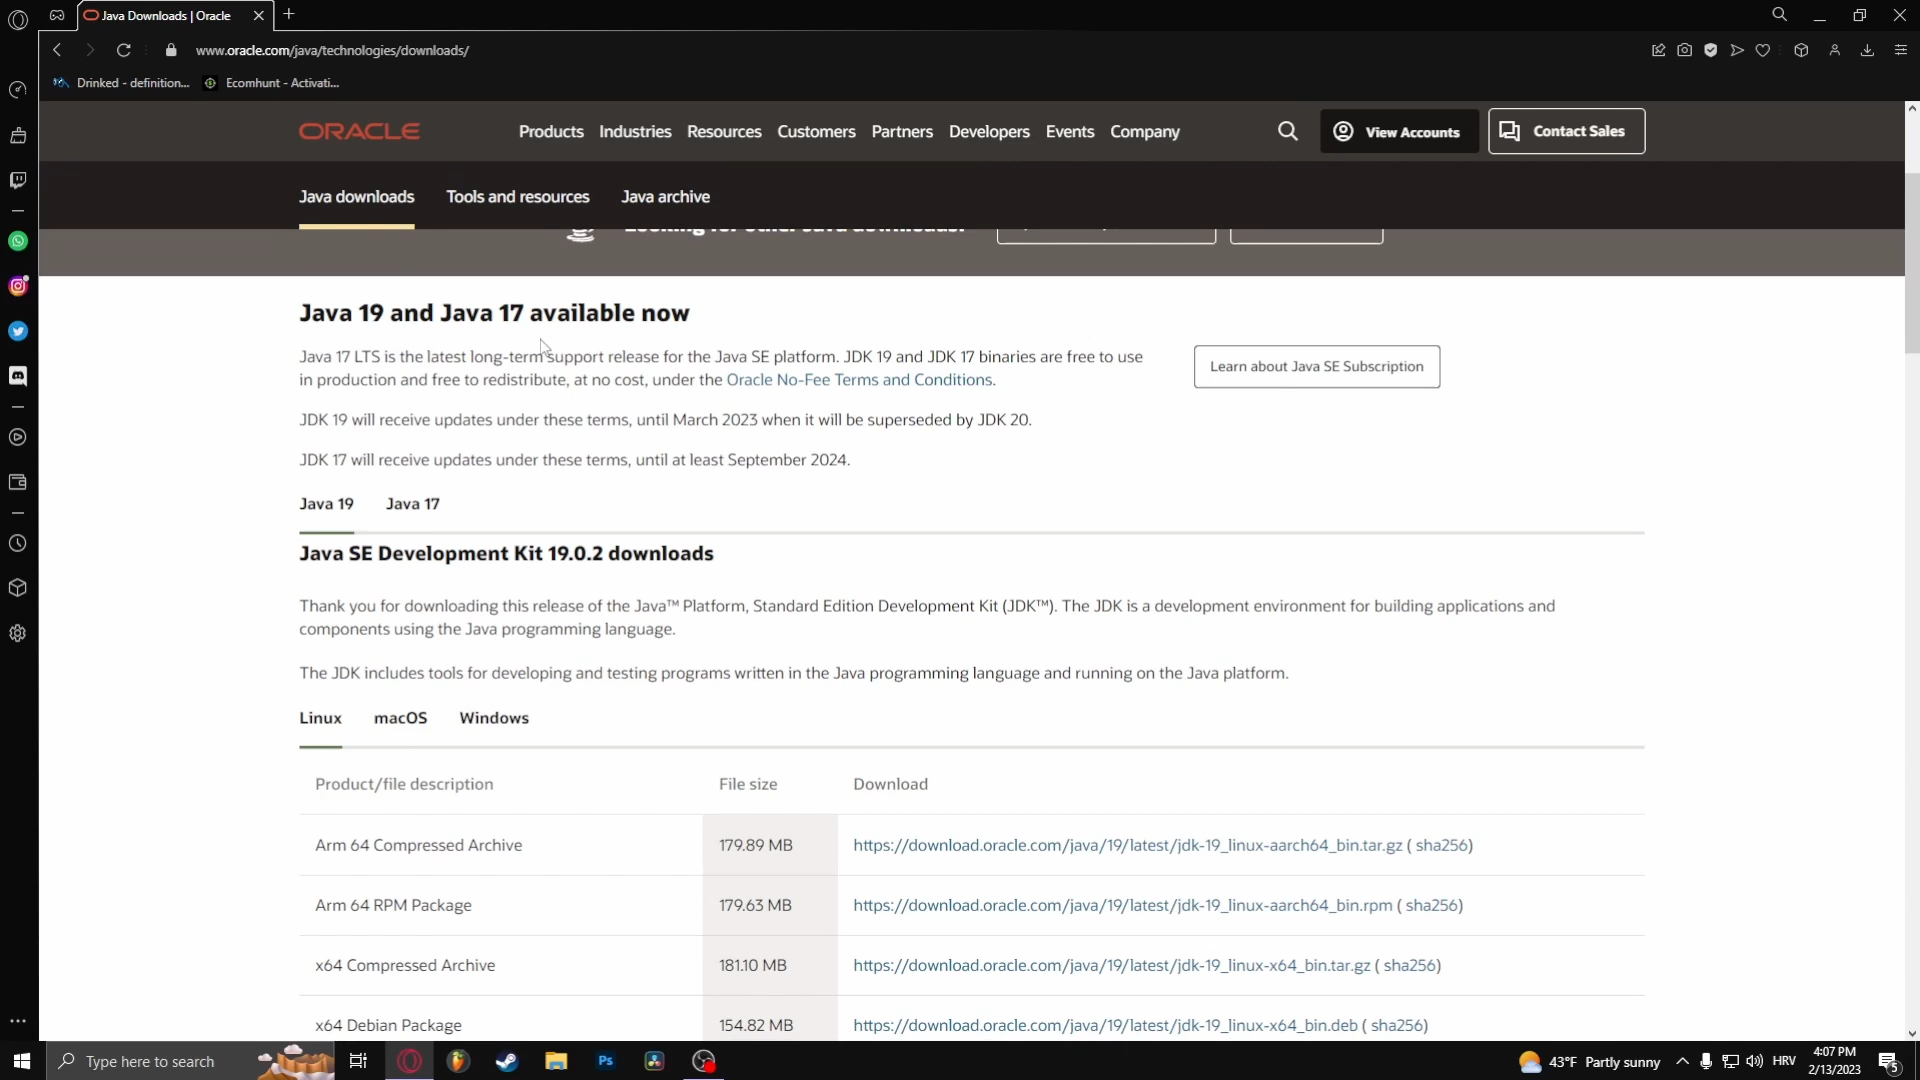 Java Downloads | Oracle
www.oracle.com/java/technologies/downloads/
Drinked - definition...
Ecomhunt - Activati...
ORACLE
Products
Industries
Resources
Customers
Partners
Developers
Events
Company
View Accounts
Contact Sales
Java downloads
Tools and resources
Java archive
Looking for other Java downloads?
Java 19 and Java 17 available now
Java 17 LTS is the latest long-term support release for the Java SE platform. JDK 19 and JDK 17 binaries are free to use
in production and free to redistribute, at no cost, under the Oracle No-Fee Terms and Conditions.
Learn about Java SE Subscription
JDK 19 will receive updates under these terms, until March 2023 when it will be superseded by JDK 20.
JDK 17 will receive updates under these terms, until at least September 2024.
Java 19
Java 17
Java SE Development Kit 19.0.2 downloads
Thank you for downloading this release of the Java™ Platform, Standard Edition Development Kit (JDK™). The JDK is a development environment for building applications and
components using the Java programming language.
The JDK includes tools for developing and testing programs written in the Java programming language and running on the Java platform.
Linux
macOS
Windows
Product/file description
File size
Download
Arm 64 Compressed Archive
179.89 MB
https://download.oracle.com/java/19/latest/jdk-19_linux-aarch64_bin.tar.gz ( sha256)
Arm 64 RPM Package
179.63 MB
https://download.oracle.com/java/19/latest/jdk-19_linux-aarch64_bin.rpm ( sha256)
x64 Compressed Archive
181.10 MB
https://download.oracle.com/java/19/latest/jdk-19_linux-x64_bin.tar.gz ( sha256)
x64 Debian Package
154.82 MB
https://download.oracle.com/java/19/latest/jdk-19_linux-x64_bin.deb ( sha256)
Type here to search
Ps
43°F Partly sunny
HRV
4:07 PM
2/13/2023
5